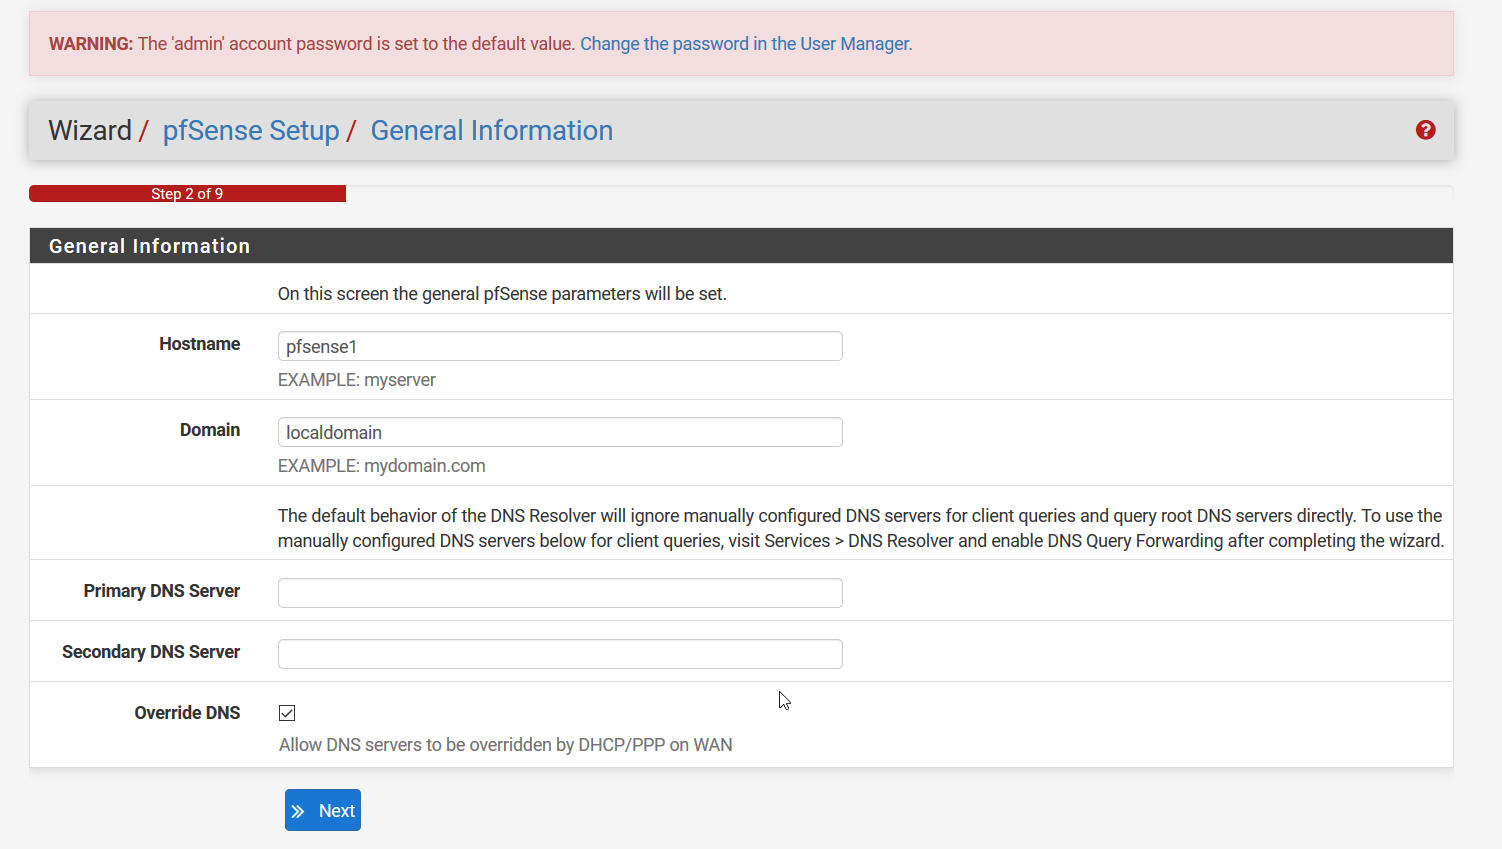 WARNING: The 'admin' account password is set to the default value. Change the password in the User Manager.
Wizard / pfSense Setup / General Information
Step 2 of 9
General Information
On this screen the general pfSense parameters will be set.
Hostname
pfsense1
EXAMPLE: myserver
Domain
localdomain
EXAMPLE: mydomain.com
The default behavior of the DNS Resolver will ignore manually configured DNS servers for client queries and query root DNS servers directly. To use the
manually configured DNS servers below for client queries, visit Services > DNS Resolver and enable DNS Query Forwarding after completing the wizard.
Primary DNS Server
Secondary DNS Server
Override DNS
Allow DNS servers to be overridden by DHCP/PPP on WAN
Next